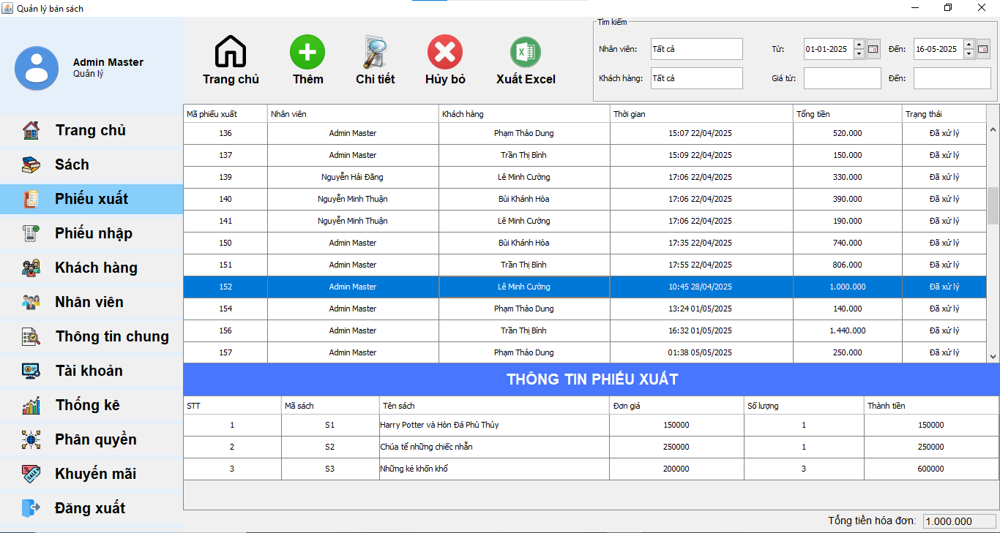 Quản lý bán sách
Admin Master
Quản lý
Trang chủ
Thêm
Chi tiết
Hủy bỏ
Xuất Excel
Tìm kiếm
Nhân viên: Tất cả Từ: 01-01-2025 Đến: 16-05-2025
Khách hàng: Tất cả Giá từ: Đến:
Trang chủ
Sách
Phiếu xuất
Phiếu nhập
Khách hàng
Nhân viên
Thông tin chung
Tài khoản
Thống kê
Phân quyền
Khuyến mãi
Đăng xuất
Mã phiếu xuất Nhân viên Khách hàng Thời gian Tổng tiền Trạng thái
136 Admin Master Phạm Thảo Dung 15:07 22/04/2025 520.000 Đã xử lý
137 Admin Master Trần Thị Bình 15:09 22/04/2025 150.000 Đã xử lý
139 Nguyễn Hải Đăng Lê Minh Cường 17:06 22/04/2025 330.000 Đã xử lý
140 Nguyễn Minh Thuận Bùi Khánh Hòa 17:06 22/04/2025 390.000 Đã xử lý
141 Nguyễn Minh Thuận Lê Minh Cường 17:06 22/04/2025 190.000 Đã xử lý
150 Admin Master Bùi Khánh Hòa 17:35 22/04/2025 740.000 Đã xử lý
151 Admin Master Trần Thị Bình 17:55 22/04/2025 806.000 Đã xử lý
152 Admin Master Lê Minh Cường 10:45 28/04/2025 1.000.000 Đã xử lý
154 Admin Master Phạm Thảo Dung 13:24 01/05/2025 140.000 Đã xử lý
156 Admin Master Trần Thị Bình 16:32 01/05/2025 1.440.000 Đã xử lý
157 Admin Master Phạm Thảo Dung 01:38 05/05/2025 250.000 Đã xử lý
THÔNG TIN PHIẾU XUẤT
STT Mã sách Tên sách Đơn giá Số lượng Thành tiền
1 S1 Harry Potter và Hòn Đá Phù Thủy 150000 1 150000
2 S2 Chúa tể những chiếc nhẫn 250000 1 250000
3 S3 Những kẻ khốn khổ 200000 3 600000
Tổng tiền hóa đơn: 1.000.000